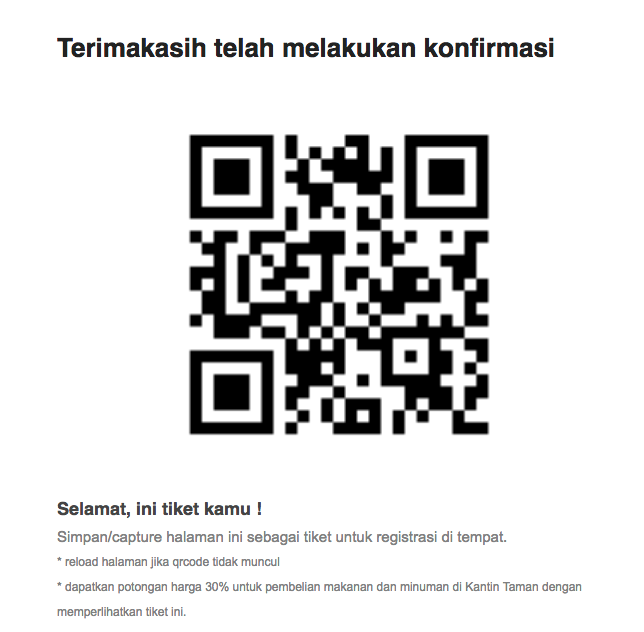 Terimakasih telah melakukan konfirmasi
Selamat, ini tiket kamu !
Simpan/capture halaman ini sebagai tiket untuk registrasi di tempat.
* reload halaman jika qrcode tidak muncul
* dapatkan potongan harga 30% untuk pembelian makanan dan minuman di Kantin Taman dengan
memperlihatkan tiket ini.